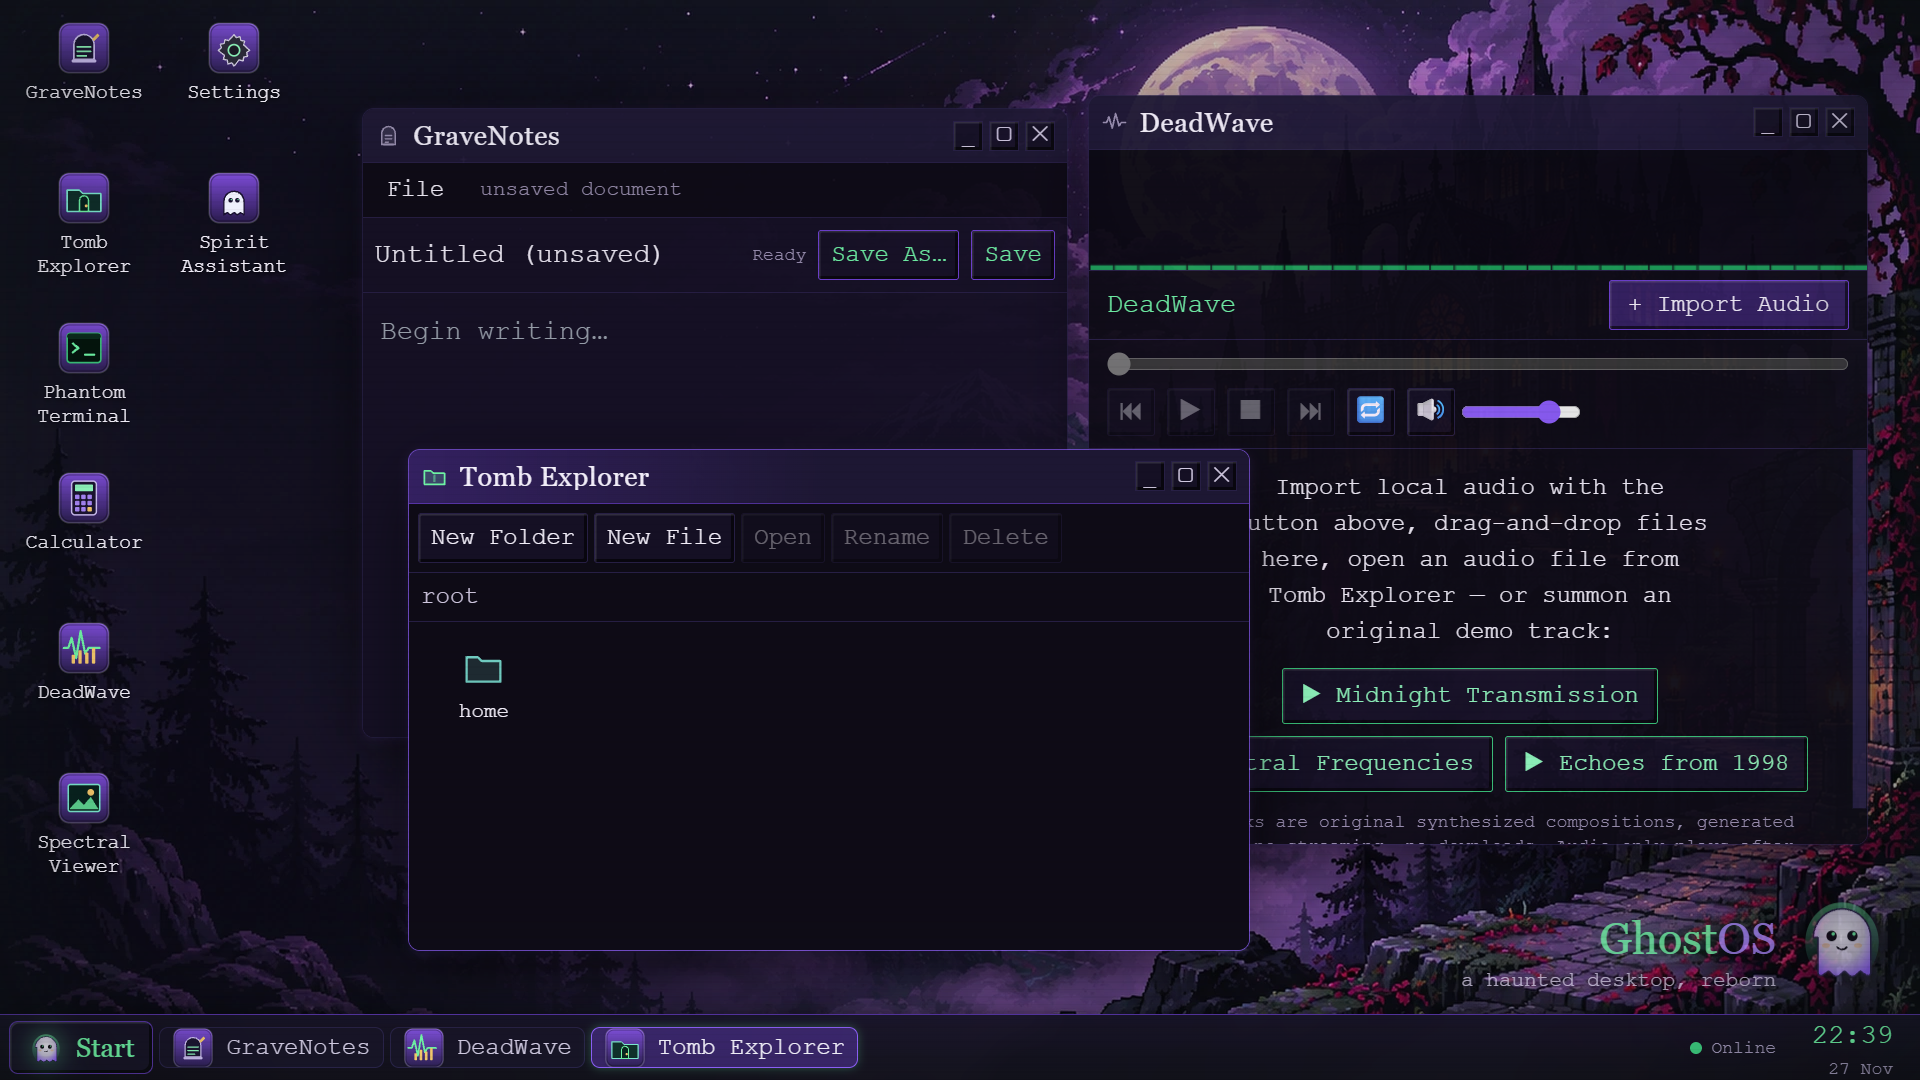 GraveNotes
Settings
Tomb
Explorer
Spirit
Assistant
Phantom
Terminal
Calculator
DeadWave
Spectral
Viewer
GraveNotes
File unsaved document
Untitled (unsaved) Ready Save As… Save
Begin writing…
DeadWave
DeadWave + Import Audio
Import local audio with the
utton above, drag-and-drop files
here, open an audio file from
Tomb Explorer — or summon an
original demo track:
Midnight Transmission
tral Frequencies Echoes from 1998
ks are original synthesized compositions, generated
Tomb Explorer
New Folder New File Open Rename Delete
root
home
GhostOS
a haunted desktop, reborn
Start GraveNotes DeadWave Tomb Explorer
Online
22:39
27 Nov